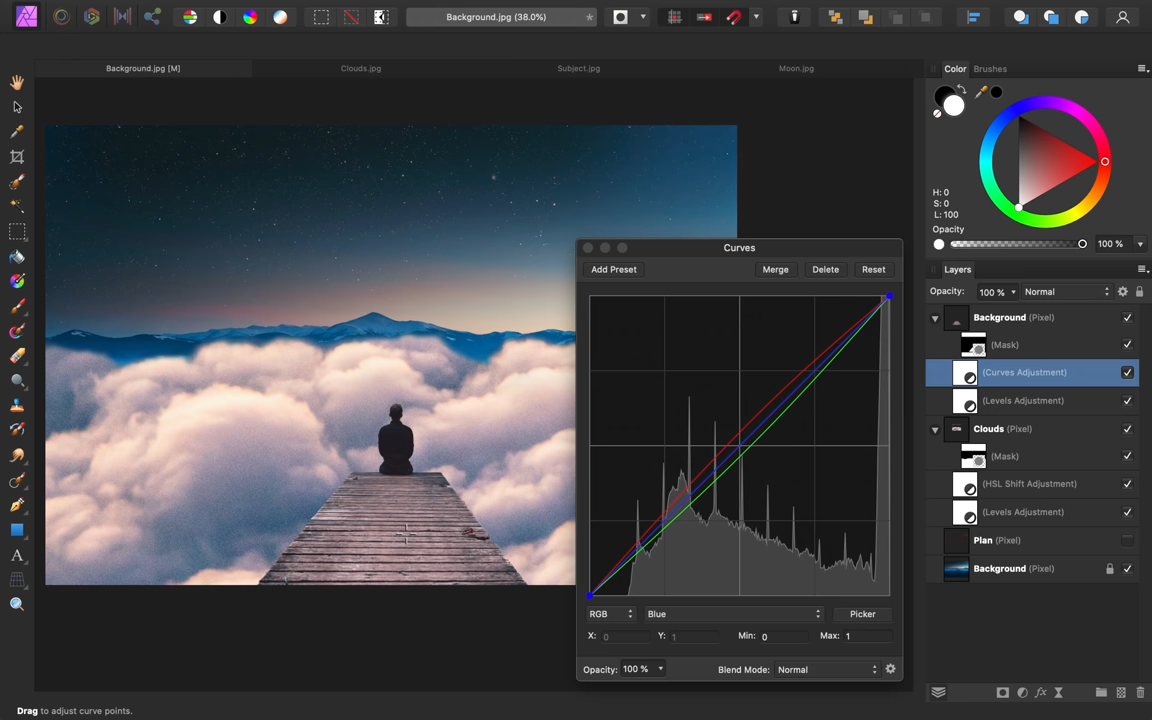 Background.jpg (38.0%) *
Background.jpg [M]
Clouds.jpg
Subject.jpg
Moon.jpg
Color
Brushes
H: 0
S: 0
L: 100
Opacity
100 %
Layers
Opacity: 100 % Normal
Background (Pixel)
(Mask)
(Curves Adjustment)
(Levels Adjustment)
Clouds (Pixel)
(Mask)
(HSL Shift Adjustment)
(Levels Adjustment)
Plan (Pixel)
Background (Pixel)
Curves
Add Preset
Merge
Delete
Reset
RGB
Blue
Picker
X: 0
Y: 1
Min: 0
Max: 1
Opacity: 100 %
Blend Mode: Normal
A
fx
Drag to adjust curve points.